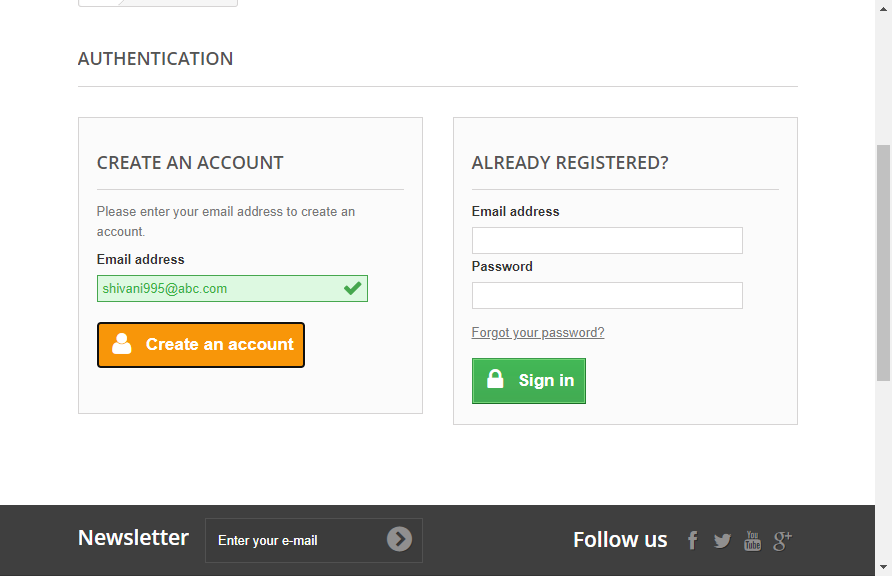 AUTHENTICATION
CREATE AN ACCOUNT
Please enter your email address to create an
account.
Email address
shivani995@abc.com
Create an account
ALREADY REGISTERED?
Email address
Password
Forgot your password?
Sign in
Newsletter
Enter your e-mail
Follow us
You
Tube
g+